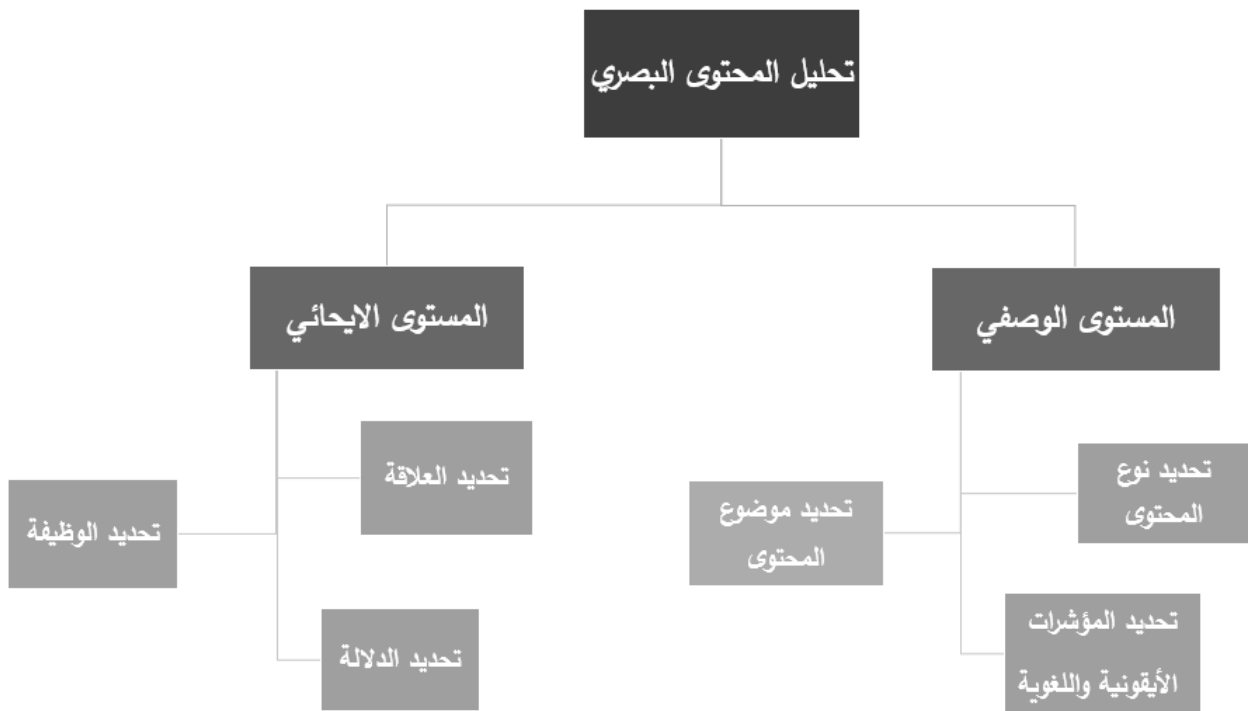 تحليل المحتوى البصري
المستوى الوصفي
المستوى الايحائي
تحديد نوع
المحتوى
تحديد موضوع
المحتوى
تحديد المؤشرات
الأيقونية واللغوية
تحديد العلاقة
تحديد الوظيفة
تحديد الدلالة